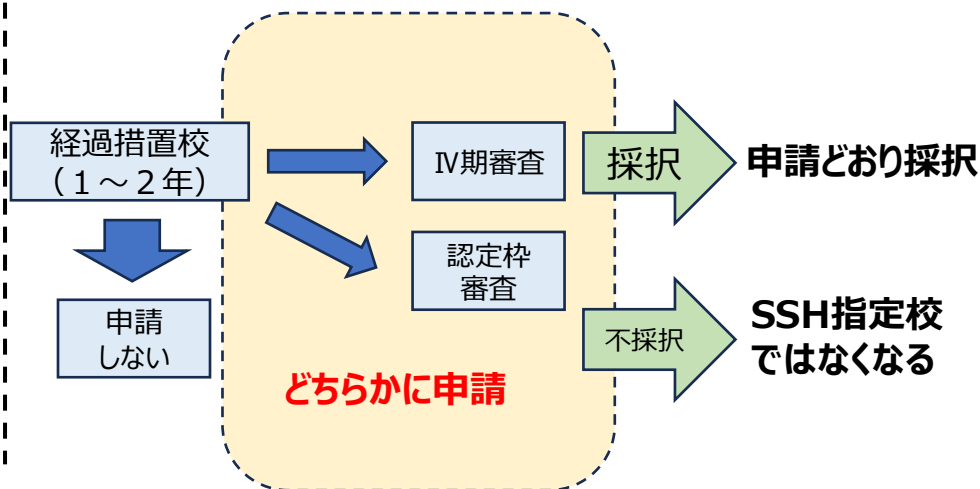 経過措置校
（１～２年）
Ⅳ期審査
採択
申請どおり採択
認定枠
審査
申請
しない
不採択
SSH指定校
ではなくなる
どちらかに申請